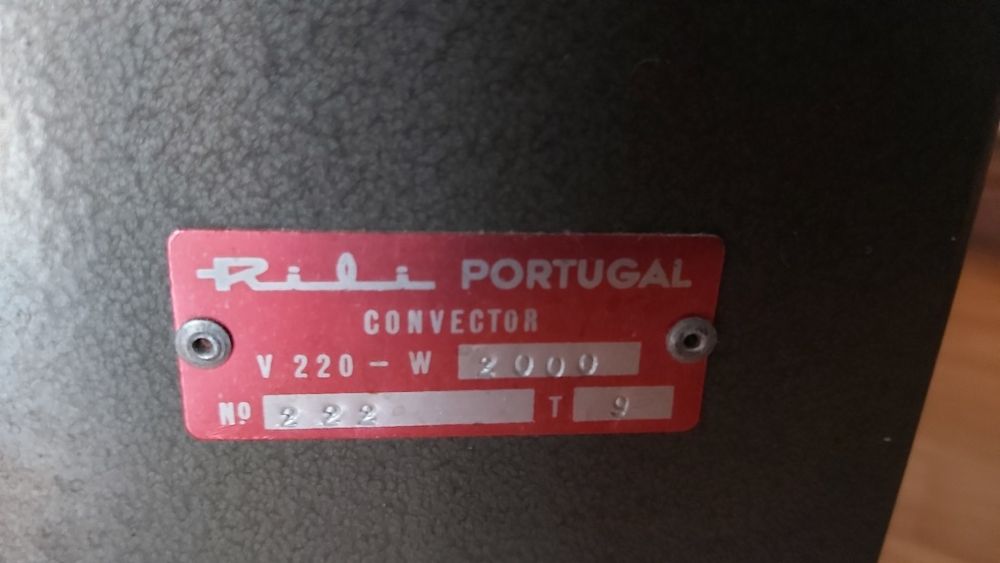 Rili PORTUGAL
CONVECTOR
V 220 - W 2000
Nº 222 T 9